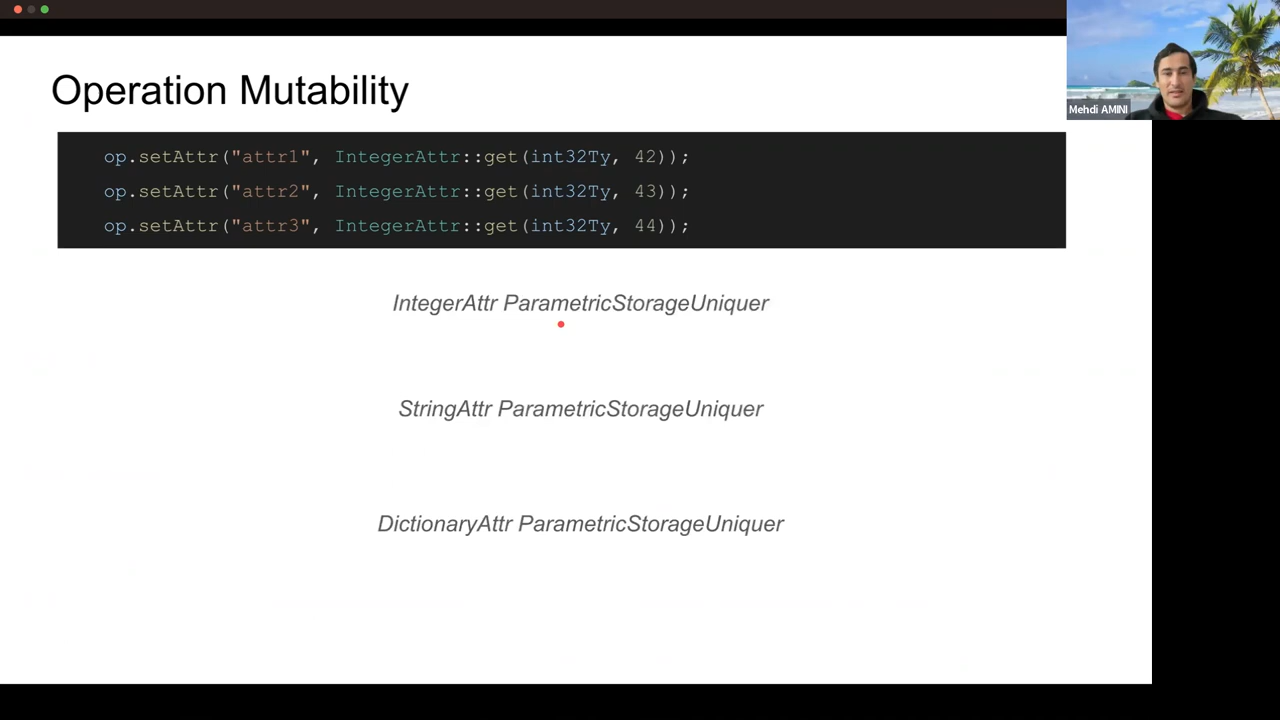 Operation Mutability
Mehdi AMINI
op.setAttr("attr1", IntegerAttr::get(int32Ty, 42));
op.setAttr("attr2", IntegerAttr::get(int32Ty, 43));
op.setAttr("attr3", IntegerAttr::get(int32Ty, 44));
IntegerAttr ParametricStorageUniquer
StringAttr ParametricStorageUniquer
DictionaryAttr ParametricStorageUniquer